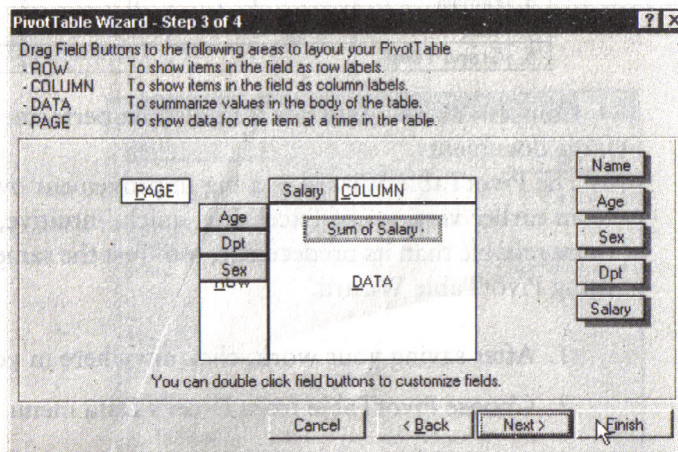 PivotTable Wizard - Step 3 of 4
Drag Field Buttons to the following areas to layout your PivotTable
- ROW To show items in the field as row labels.
- COLUMN To show items in the field as column labels.
- DATA To summarize values in the body of the table.
- PAGE To show data for one item at a time in the table.
PAGE
Salary COLUMN
Age
Dpt
Sex
ROW
Sum of Salary
DATA
Name
Age
Sex
Dpt
Salary
You can double click field buttons to customize fields.
Cancel < Back Next > Finish